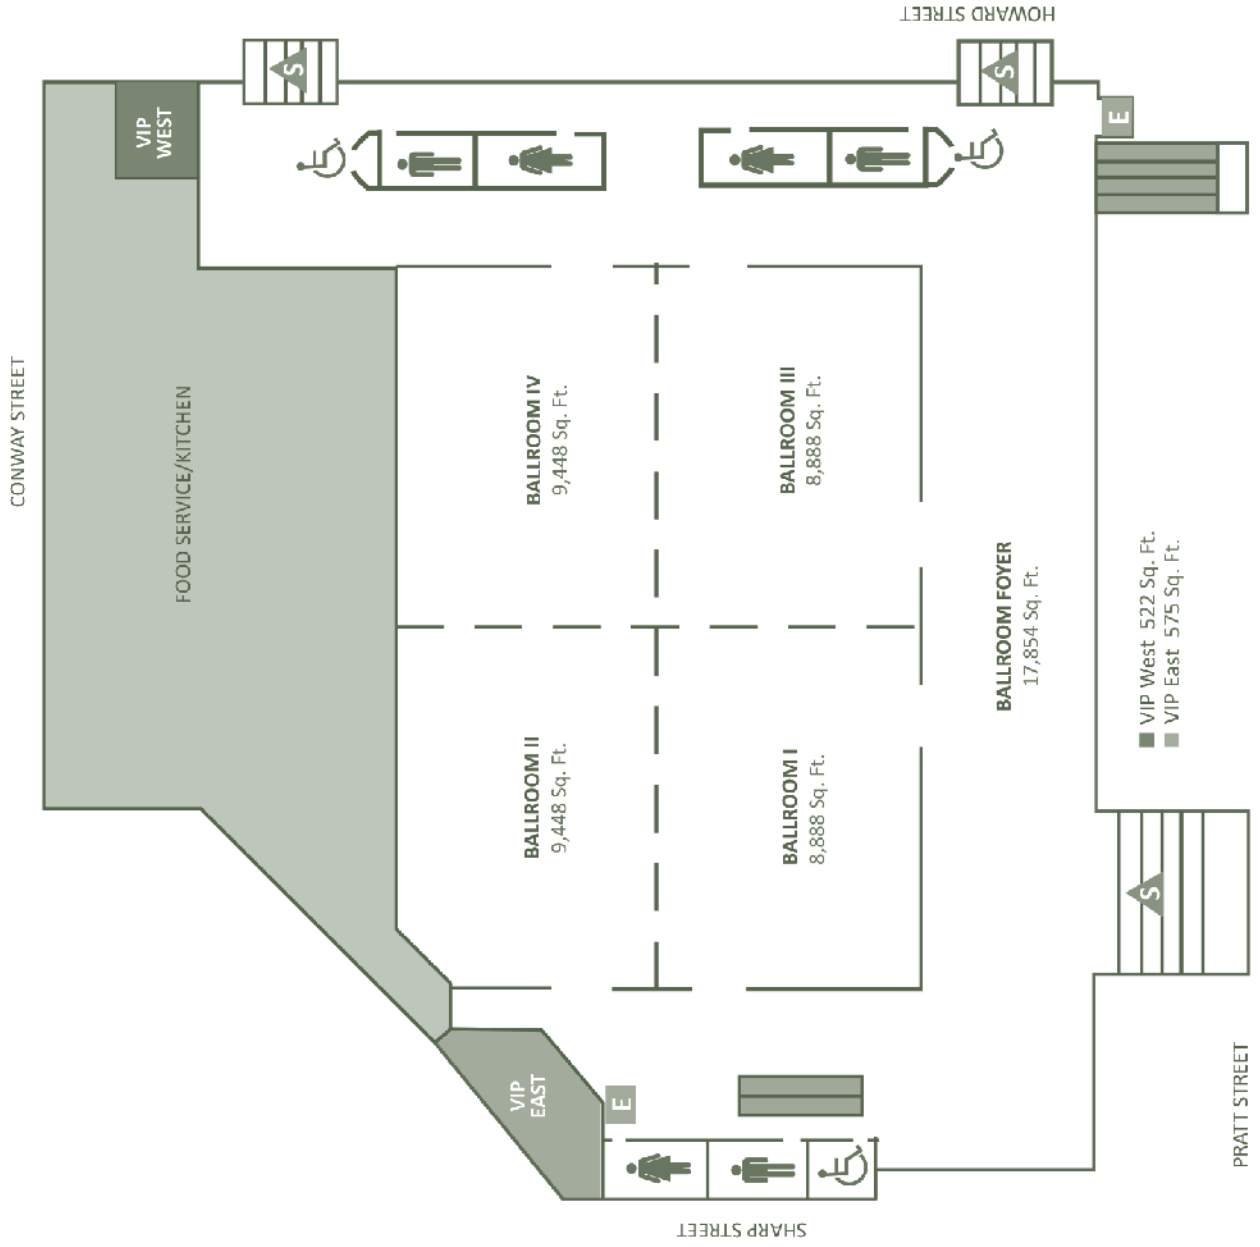 HOWARD STREET
S
S
E
VIP
WEST
CONWAY STREET
FOOD SERVICE/KITCHEN
BALLROOM IV
9,448 Sq. Ft.
BALLROOM III
8,888 Sq. Ft.
BALLROOM II
9,448 Sq. Ft.
BALLROOM I
8,888 Sq. Ft.
BALLROOM FOYER
17,854 Sq. Ft.
VIP West 522 Sq. Ft.
VIP East 575 Sq. Ft.
S
VIP
EAST
E
SHARP STREET
PRATT STREET